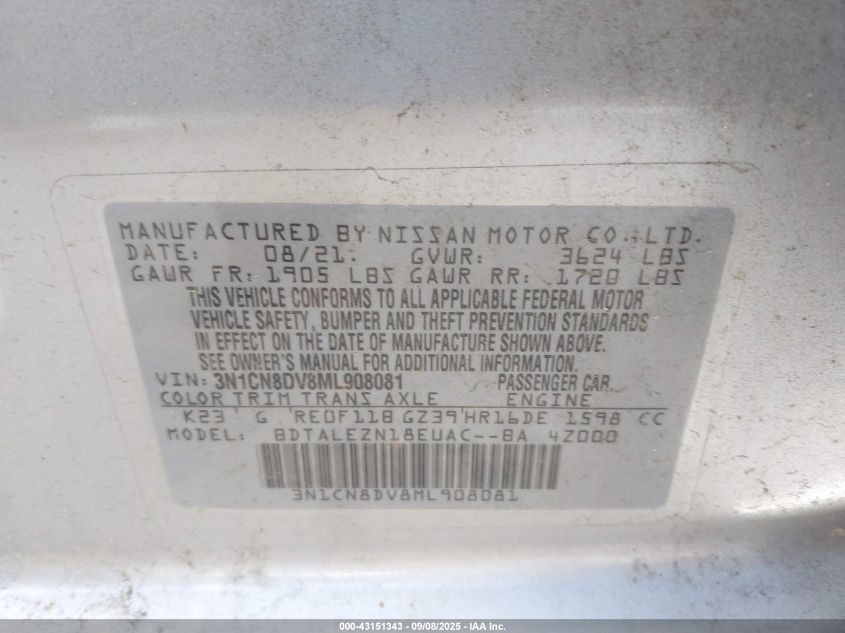 MANUFACTURED BY NISSAN MOTOR CO.,LTD.
DATE: 08/21. GVWR: 3624 LBS
GAWR FR: 1905 LBS GAWR RR: 1720 LBS
THIS VEHICLE CONFORMS TO ALL APPLICABLE FEDERAL MOTOR
VEHICLE SAFETY, BUMPER AND THEFT PREVENTION STANDARDS
IN EFFECT ON THE DATE OF MANUFACTURE SHOWN ABOVE.
SEE OWNER'S MANUAL FOR ADDITIONAL INFORMATION.
VIN: 3N1CN8DV8ML908081 PASSENGER CAR
COLOR TRIM TRANS AXLE ENGINE
K23 G RE0F11B GZ39 HR16DE 1598 CC
MODEL: BDTALEZN18EUAC--BA 4Z000
3N1CN8DV8ML908081
000-43151343 - 09/08/2025 - IAA Inc.